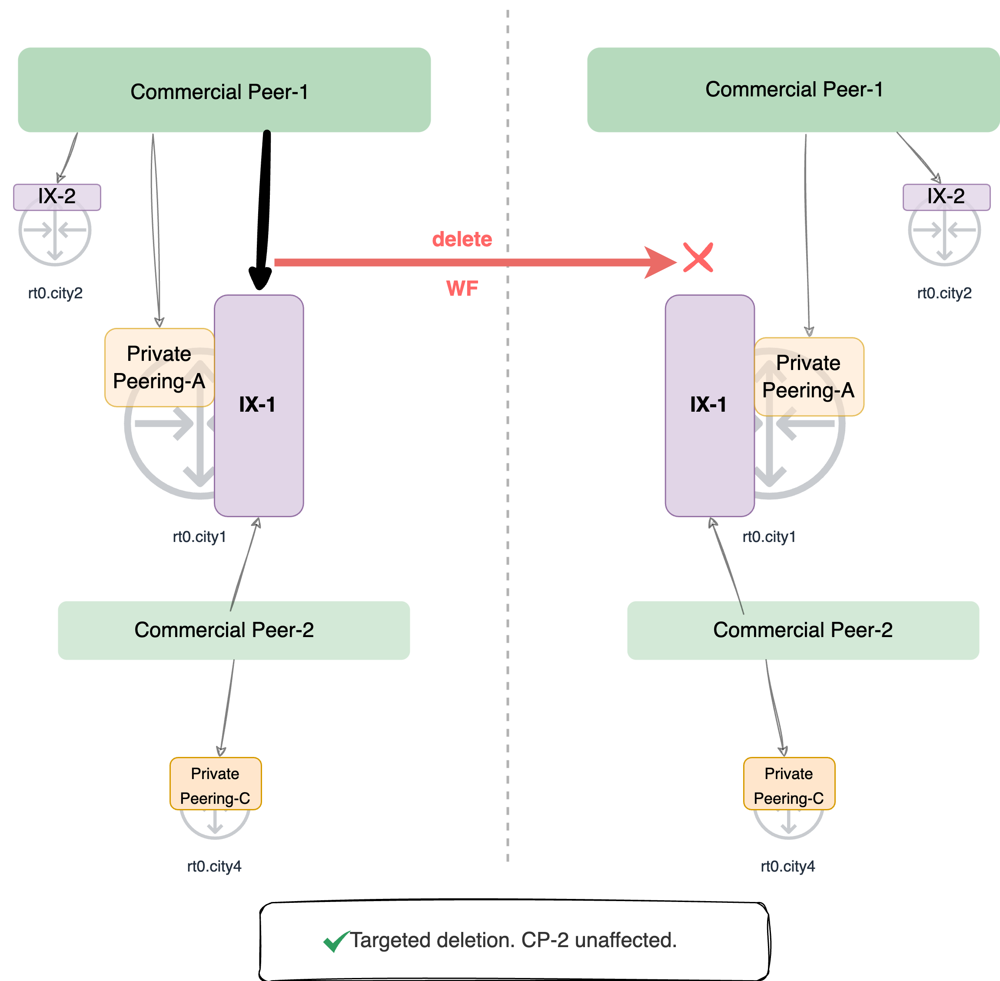 Commercial Peer-1
IX-2
rt0.city2
Private
Peering-A
IX-1
rt0.city1
Commercial Peer-2
Private
Peering-C
rt0.city4
delete
WF
Commercial Peer-1
IX-2
rt0.city2
IX-1
Private
Peering-A
rt0.city1
Commercial Peer-2
Private
Peering-C
rt0.city4
Targeted deletion. CP-2 unaffected.